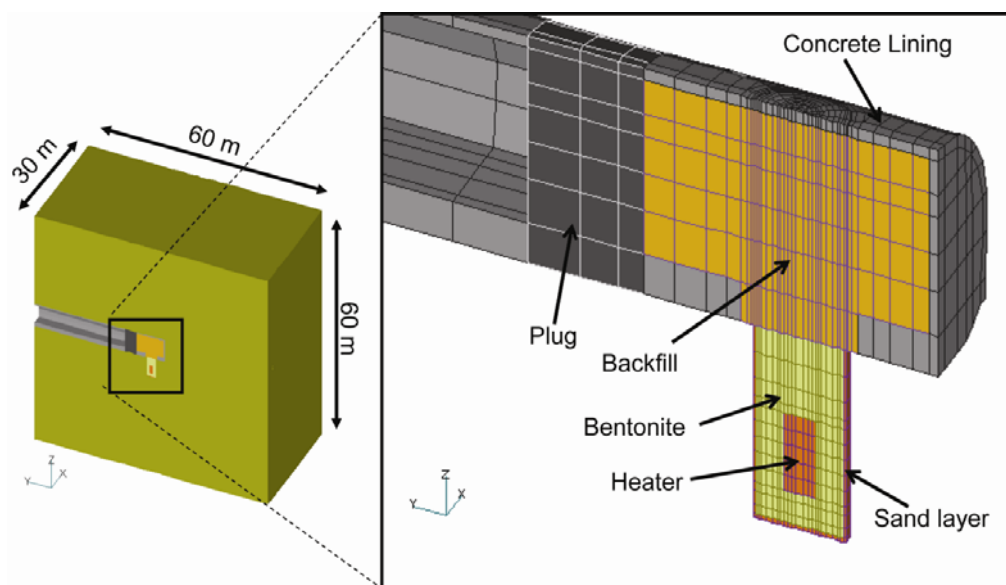 60 m
30 m
60 m
Z
Y
X
Concrete Lining
Plug
Backfill
Bentonite
Heater
Sand layer
Z
Y
X